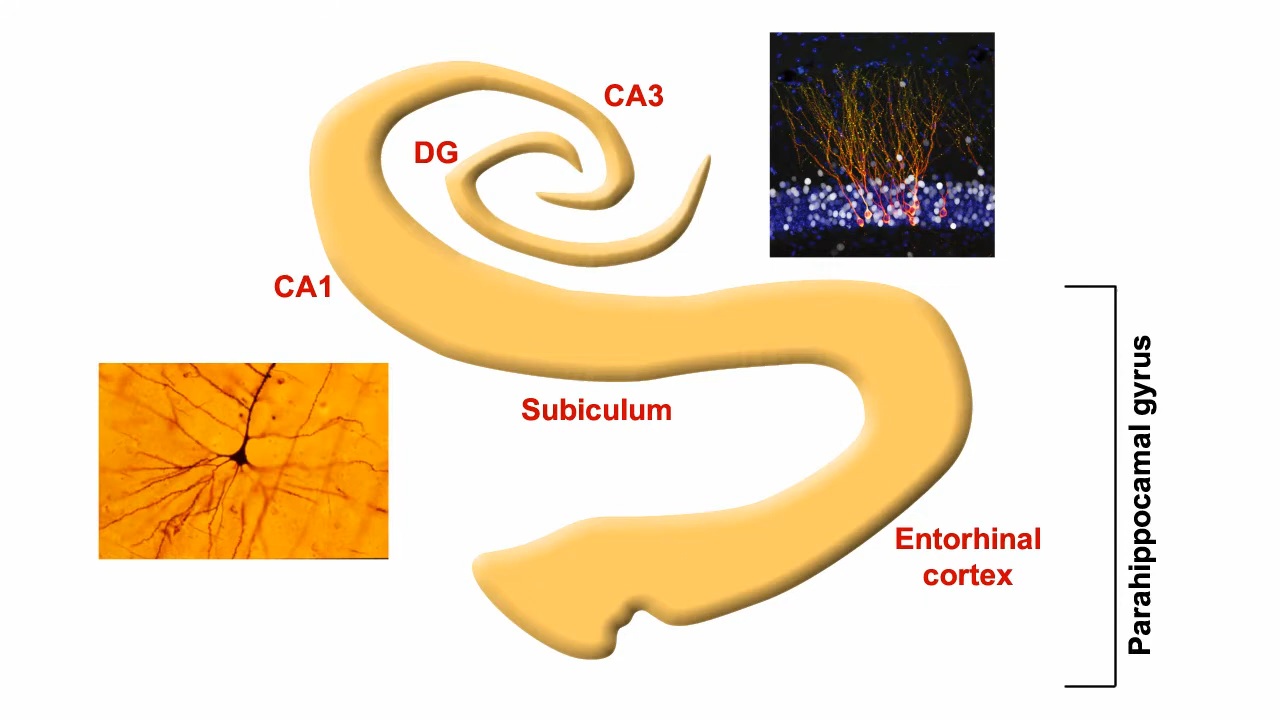 CA3
DG
CA1
Subiculum
Entorhinal
cortex
Parahippocamal gyrus